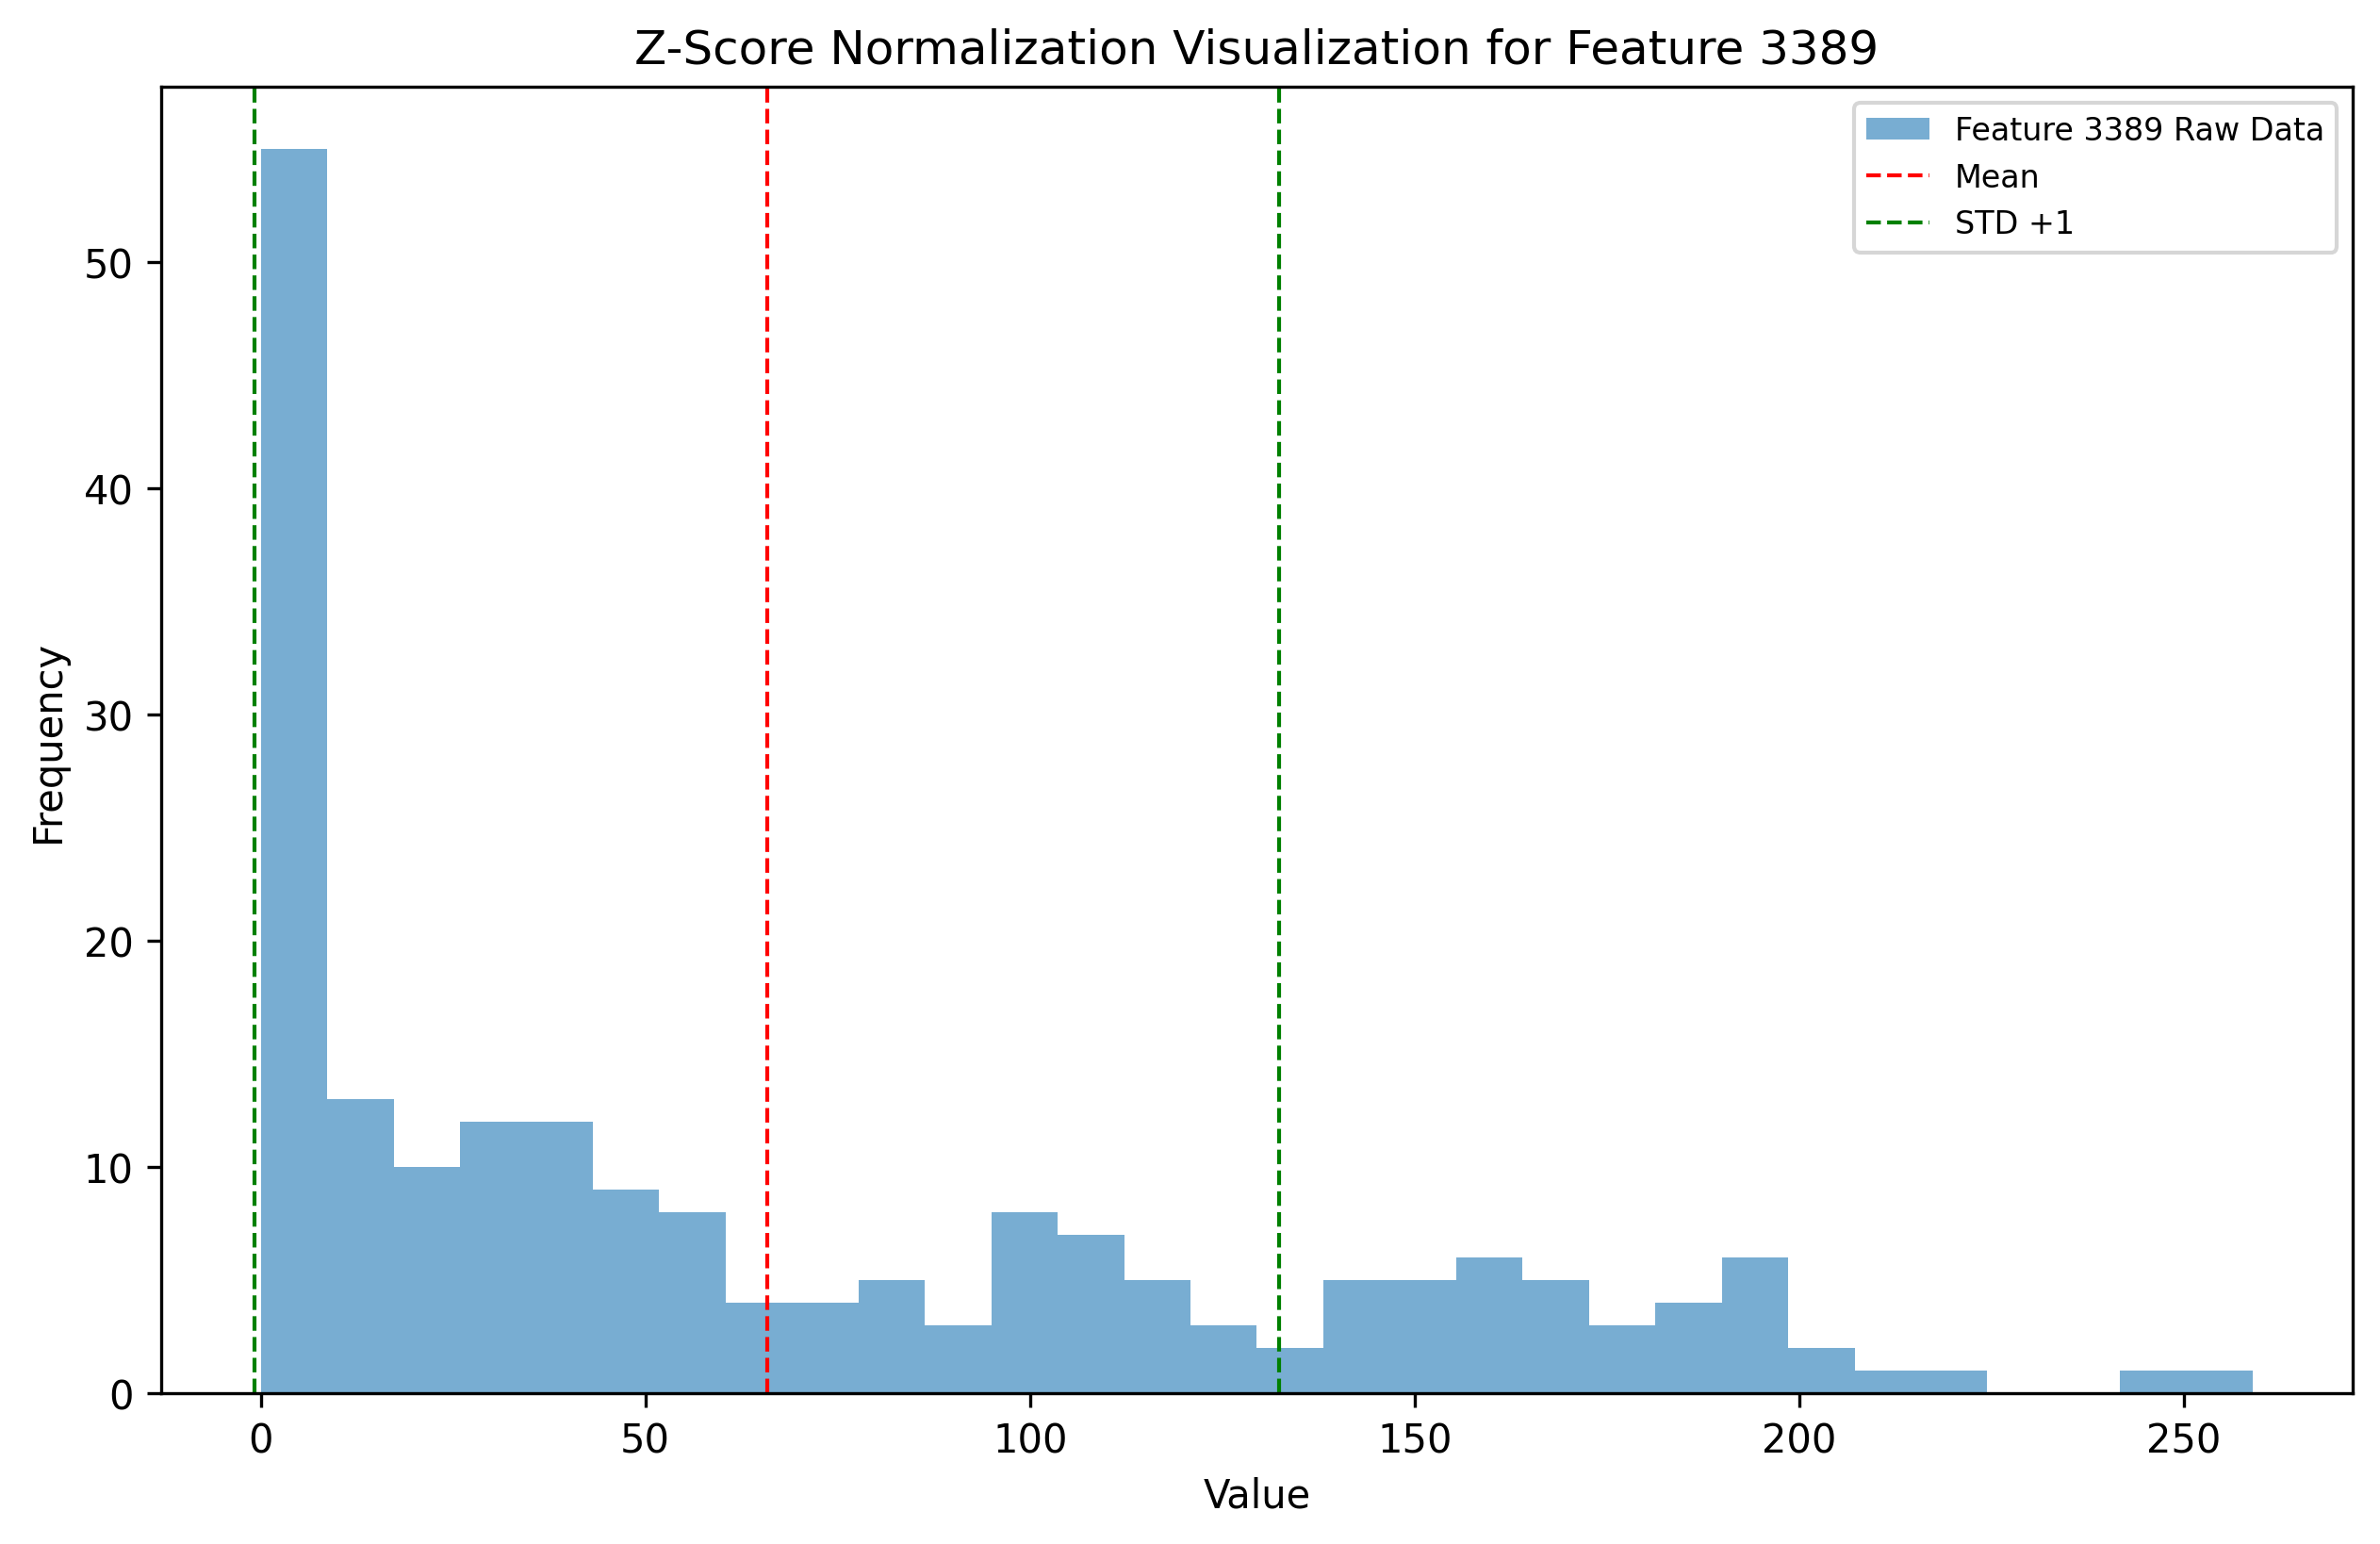 Z-Score Normalization Visualization for Feature 3389
Feature 3389 Raw Data
Mean
STD +1
50
40
30
20
10
0
Frequency
0 50 100 150 200 250
Value